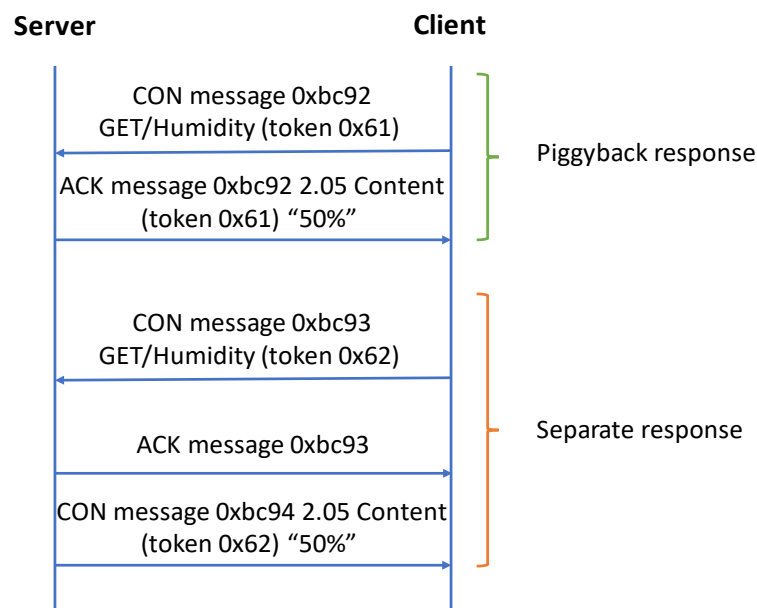 Server
Client
CON message 0xbc92
GET/Humidity (token 0x61)
Piggyback response
ACK message 0xbc92 2.05 Content
(token 0x61) “50%”
CON message 0xbc93
GET/Humidity (token 0x62)
Separate response
ACK message 0xbc93
CON message 0xbc94 2.05 Content
(token 0x62) “50%”